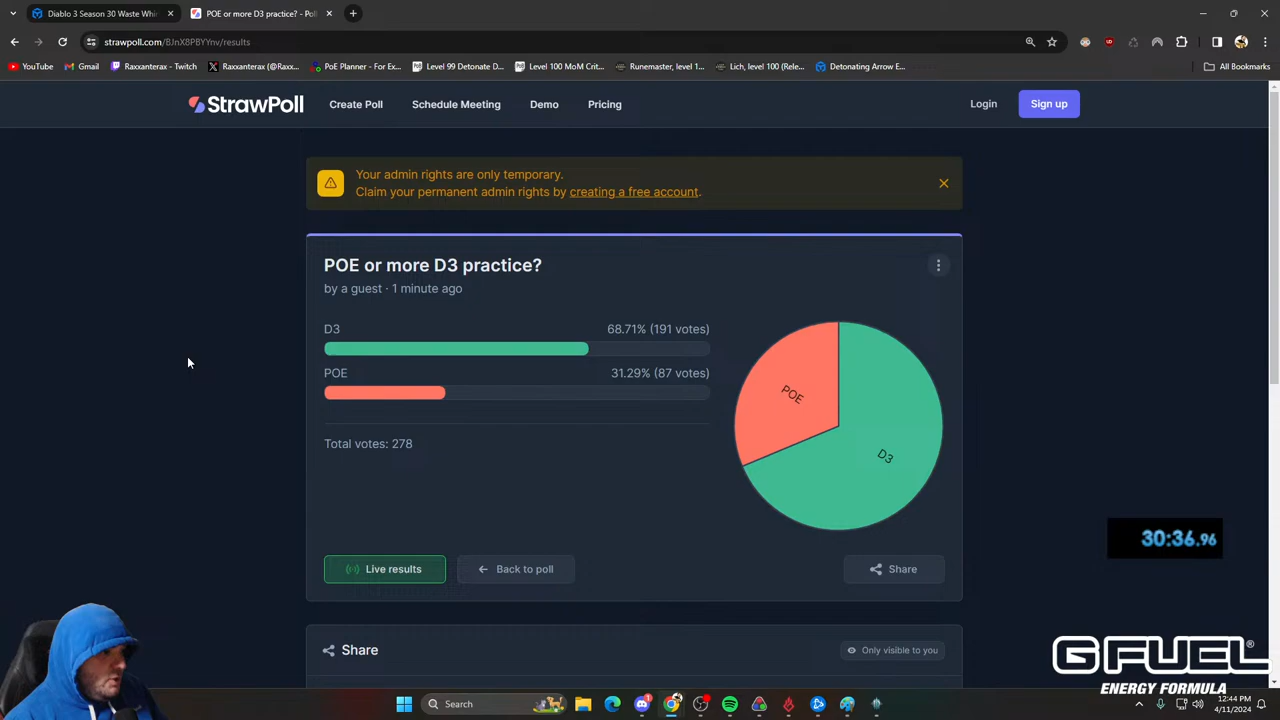 Diablo 3 Season 30 Waste Whir
POE or more D3 practice? - Poll
strawpoll.com/BJnX8PBYYnv/results
YouTube
Gmail
Raxxanterax - Twitch
Raxxanterax (@Raxx...
PoE Planner - For Ex...
Level 99 Detonate D...
Level 100 MoM Crit...
Runemaster, level 1...
Lich, level 100 (Rele...
Detonating Arrow E...
All Bookmarks
StrawPoll
Create Poll
Schedule Meeting
Demo
Pricing
Login
Sign up
Your admin rights are only temporary.
Claim your permanent admin rights by creating a free account.
POE or more D3 practice?
by a guest · 1 minute ago
D3 68.71% (191 votes)
POE 31.29% (87 votes)
Total votes: 278
POE
D3
Live results
Back to poll
Share
30:36.96
Share
Only visible to you
G FUEL®
ENERGY FORMULA
Search
12:44 PM
4/11/2024